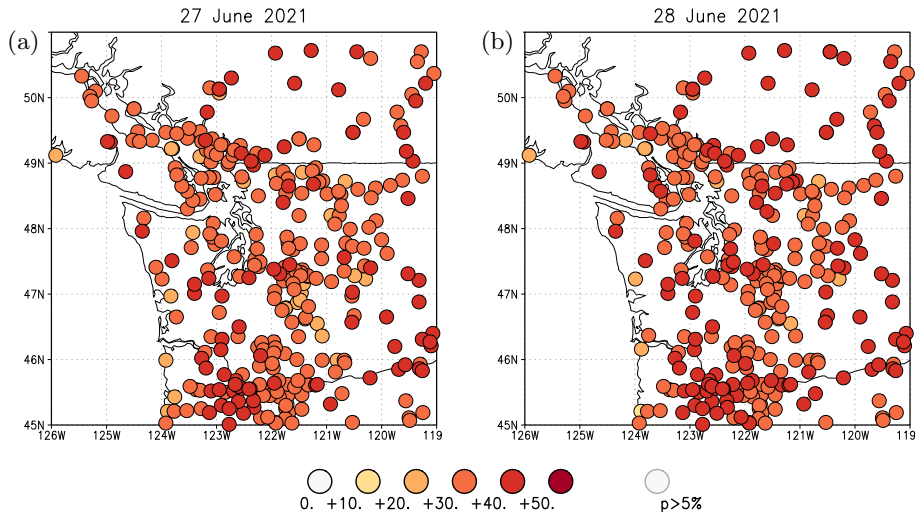 27 June 2021
28 June 2021
(a)
(b)
50N
49N
48N
47N
46N
45N
126W 125W 124W 123W 122W 121W 120W 119
50N
49N
48N
47N
46N
45N
126W 125W 124W 123W 122W 121W 120W 119
0. +10. +20. +30. +40. +50.
p>5%